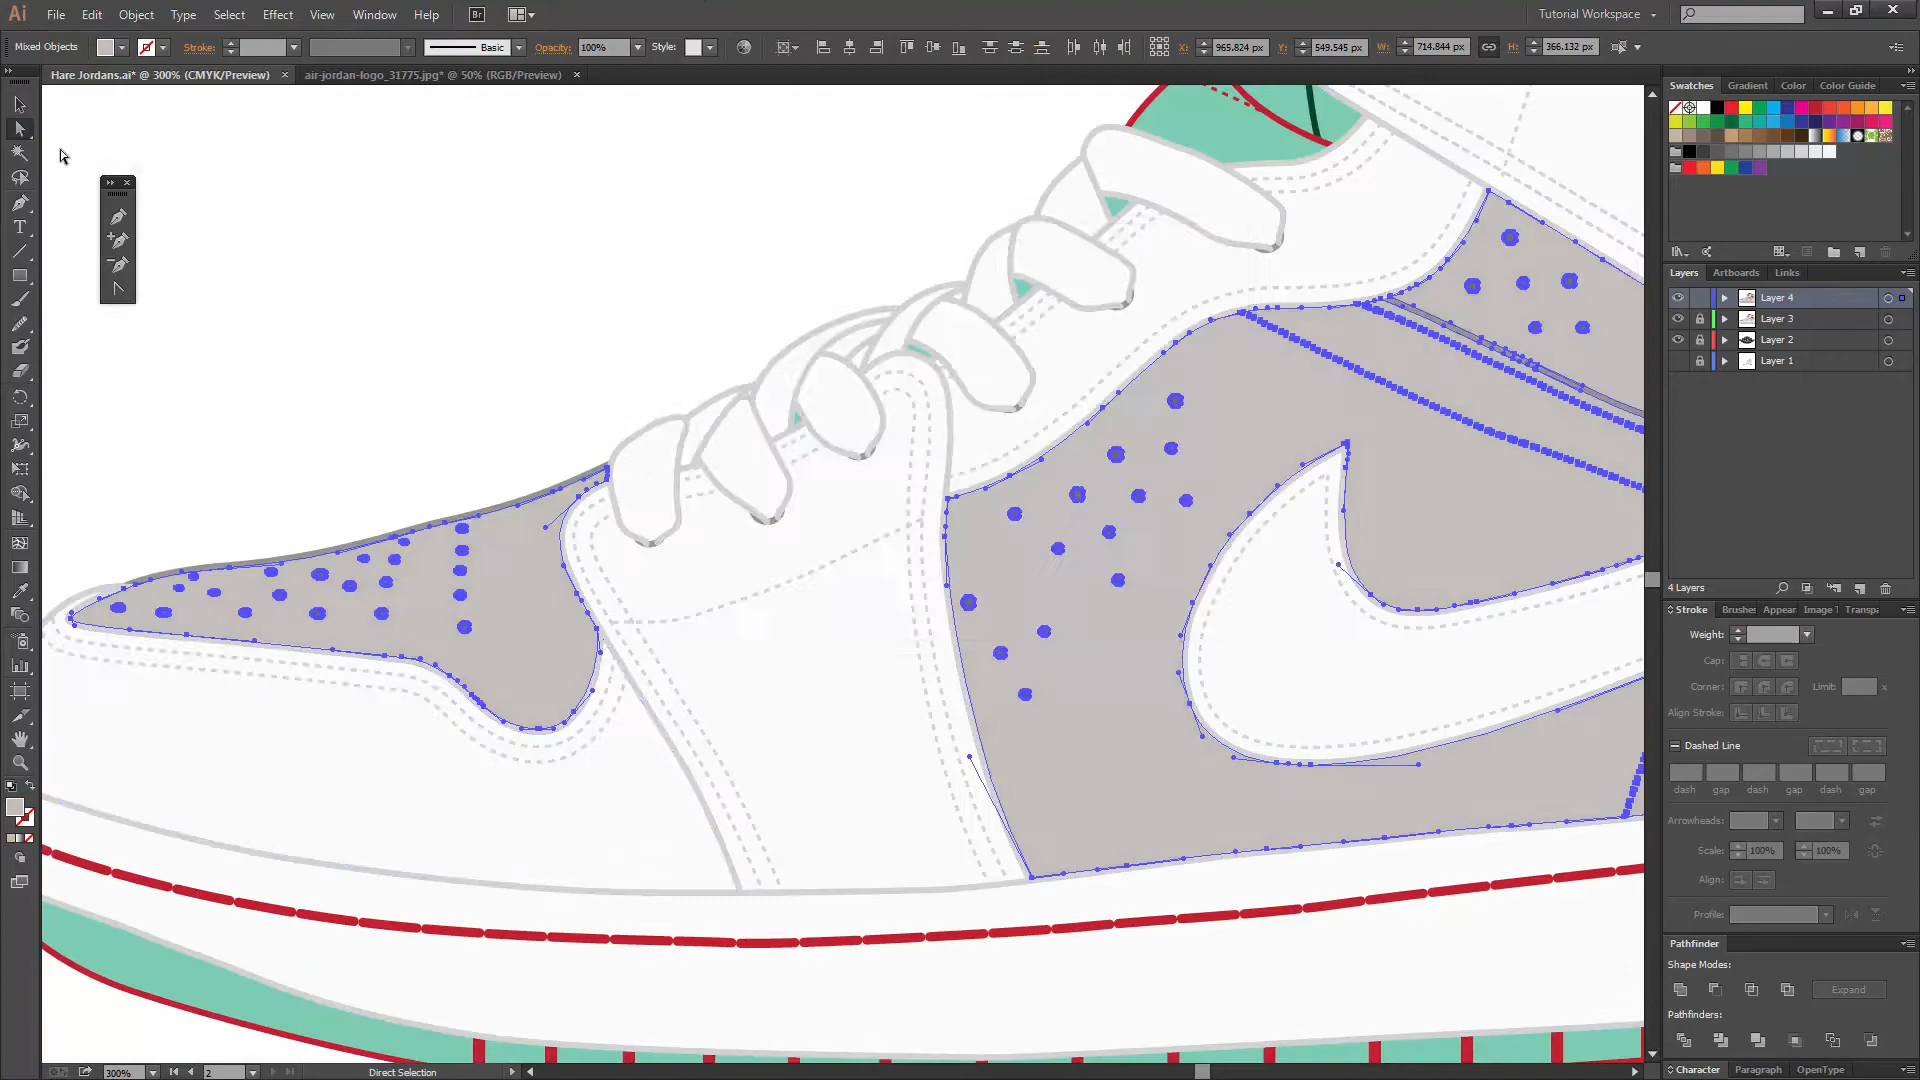 Ai File Edit Object Type Select Effect View Window Help Br Tutorial Workspace
Mixed Objects Stroke: Basic Opacity: 100% Style: X: 965.824 px Y: 549.545 px W: 714.844 px H: 366.132 px
Hare Jordans.ai* @ 300% (CMYK/Preview) × air-jordan-logo_31775.jpg* @ 50% (RGB/Preview) ×
Swatches Gradient Color Color Guide
Layers Artboards Links
Layer 4
Layer 3
Layer 2
Layer 1
4 Layers
Stroke Brushes Appear Image Transpa
Weight:
Cap:
Corner: Limit: x
Align Stroke:
Dashed Line
dash gap dash gap dash gap
Arrowheads:
Scale: 100% 100%
Align:
Profile:
Pathfinder
Shape Modes:
Expand
Pathfinders:
Character Paragraph OpenType
300% 2 Direct Selection